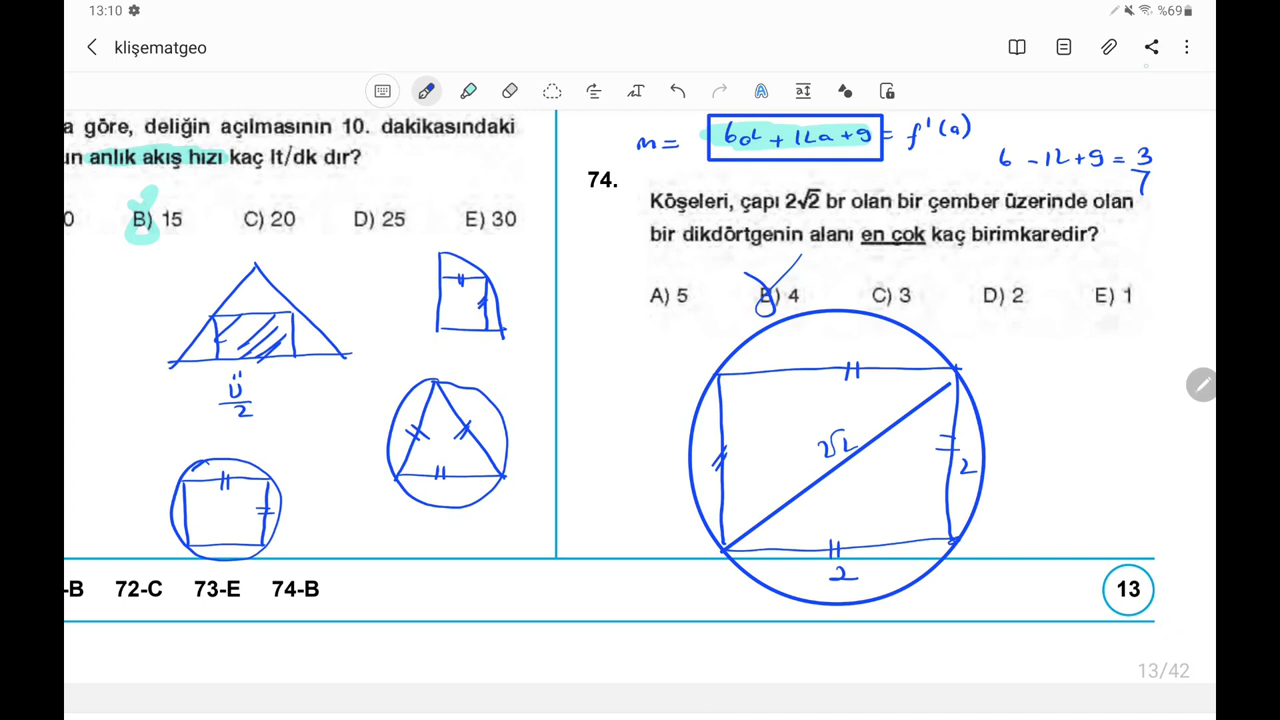 13:10 %69
klişematgeo
a göre, deliğin açılmasının 10. dakikasındaki
ın anlık akış hızı kaç lt/dk dır?
0 B) 15 C) 20 D) 25 E) 30
Ü/2
m = 6a² + 12a + 9 = f'(a)
6 - 12 + 9 = 3
7
74.
Köşeleri, çapı 2√2 br olan bir çember üzerinde olan
bir dikdörtgenin alanı en çok kaç birimkaredir?
A) 5 B) 4 C) 3 D) 2 E) 1
2√2
2
2
-B 72-C 73-E 74-B
13
13/42